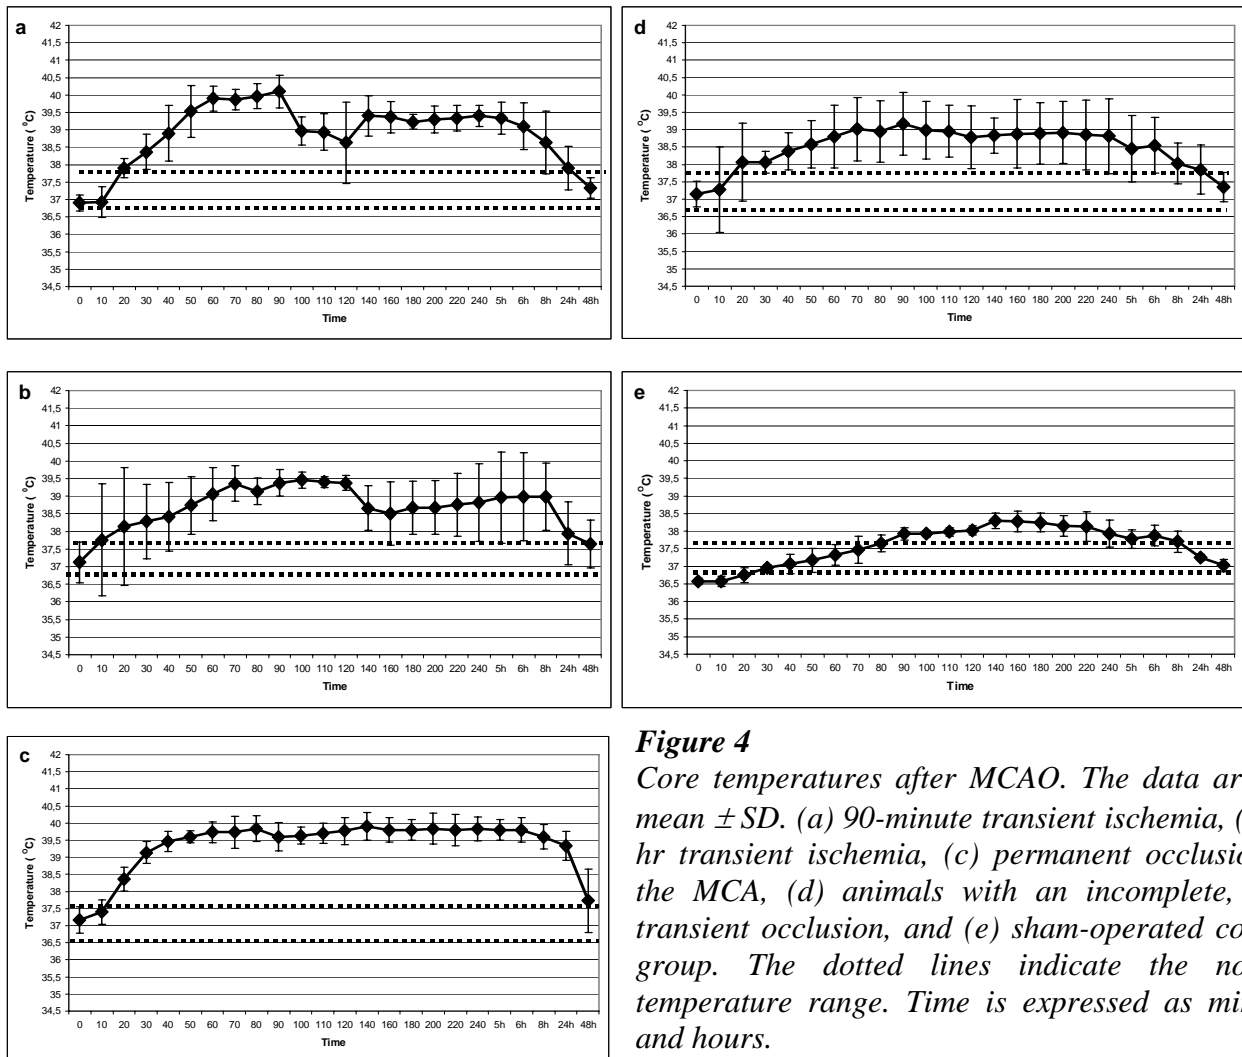 a
42
41,5
41
40,5
40
39,5
39
38,5
38
37,5
37
36,5
36
35,5
35
34,5
Temperature ( °C)
0 10 20 30 40 50 60 70 80 90 100 110 120 140 160 180 200 220 240 5h 6h 8h 24h 48h
Time
d
42
41,5
41
40,5
40
39,5
39
38,5
38
37,5
37
36,5
36
35,5
35
34,5
Temperature ( °C)
0 10 20 30 40 50 60 70 80 90 100 110 120 140 160 180 200 220 240 5h 6h 8h 24h 48h
Time
b
42
41,5
41
40,5
40
39,5
39
38,5
38
37,5
37
36,5
36
35,5
35
34,5
Temperature ( °C)
0 10 20 30 40 50 60 70 80 90 100 110 120 140 160 180 200 220 240 5h 6h 8h 24h 48h
Time
e
42
41,5
41
40,5
40
39,5
39
38,5
38
37,5
37
36,5
36
35,5
35
34,5
Temperature ( °C)
0 10 20 30 40 50 60 70 80 90 100 110 120 140 160 180 200 220 240 5h 6h 8h 24h 48h
Time
c
42
41,5
41
40,5
40
39,5
39
38,5
38
37,5
37
36,5
36
35,5
35
34,5
Temperature ( °C)
0 10 20 30 40 50 60 70 80 90 100 110 120 140 160 180 200 220 240 5h 6h 8h 24h 48h
Time
Figure 4
Core temperatures after MCAO. The data ar
mean ± SD. (a) 90-minute transient ischemia, (
hr transient ischemia, (c) permanent occlusio
the MCA, (d) animals with an incomplete,
transient occlusion, and (e) sham-operated co
group. The dotted lines indicate the no
temperature range. Time is expressed as mi
and hours.